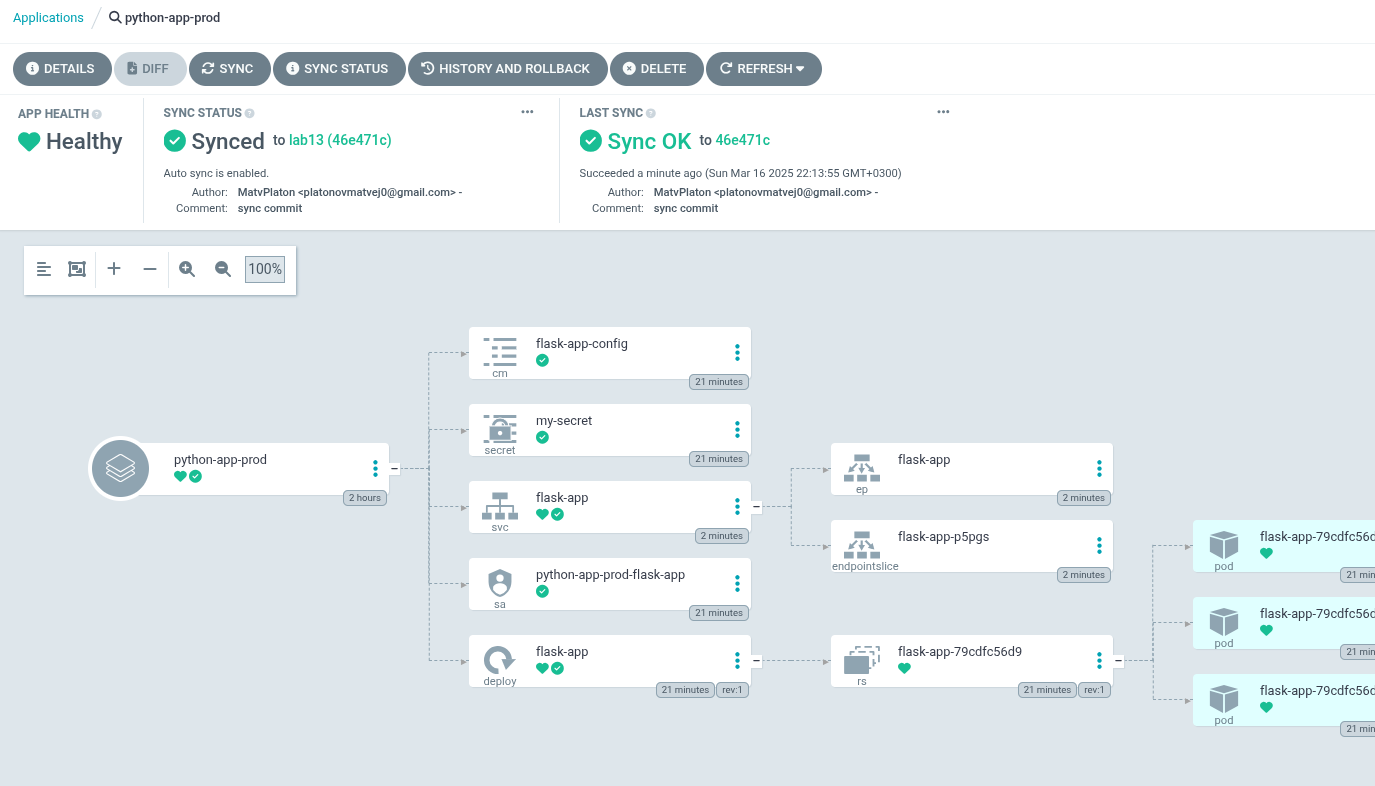 Applications / python-app-prod
DETAILS DIFF SYNC SYNC STATUS HISTORY AND ROLLBACK DELETE REFRESH
APP HEALTH
Healthy
SYNC STATUS
Synced to lab13 (46e471c)
Auto sync is enabled.
Author: MatvPlaton <platonovmatvej0@gmail.com> -
Comment: sync commit
LAST SYNC
Sync OK to 46e471c
Succeeded a minute ago (Sun Mar 16 2025 22:13:55 GMT+0300)
Author: MatvPlaton <platonovmatvej0@gmail.com> -
Comment: sync commit
100%
python-app-prod
2 hours
flask-app-config
cm
21 minutes
my-secret
secret
21 minutes
flask-app
svc
2 minutes
python-app-prod-flask-app
sa
21 minutes
flask-app
deploy
21 minutes rev:1
flask-app
ep
2 minutes
flask-app-p5pgs
endpointslice
2 minutes
flask-app-79cdfc56d9
rs
21 minutes rev:1
flask-app-79cdfc56d
pod
21 min
flask-app-79cdfc56d
pod
21 min
flask-app-79cdfc56d
pod
21 min